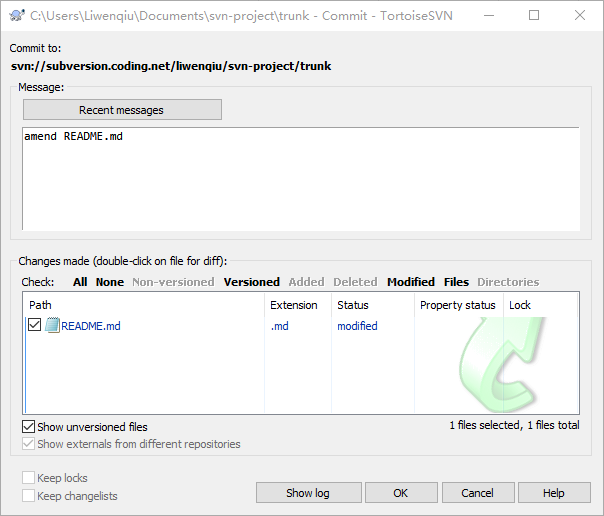 C:\Users\Liwenqiu\Documents\svn-project\trunk - Commit - TortoiseSVN
Commit to:
svn://subversion.coding.net/liwenqiu/svn-project/trunk
Message:
Recent messages
amend README.md
Changes made (double-click on file for diff):
Check: All None Non-versioned Versioned Added Deleted Modified Files Directories
Path Extension Status Property status Lock
README.md .md modified
Show unversioned files 1 files selected, 1 files total
Show externals from different repositories
Keep locks
Keep changelists
Show log OK Cancel Help